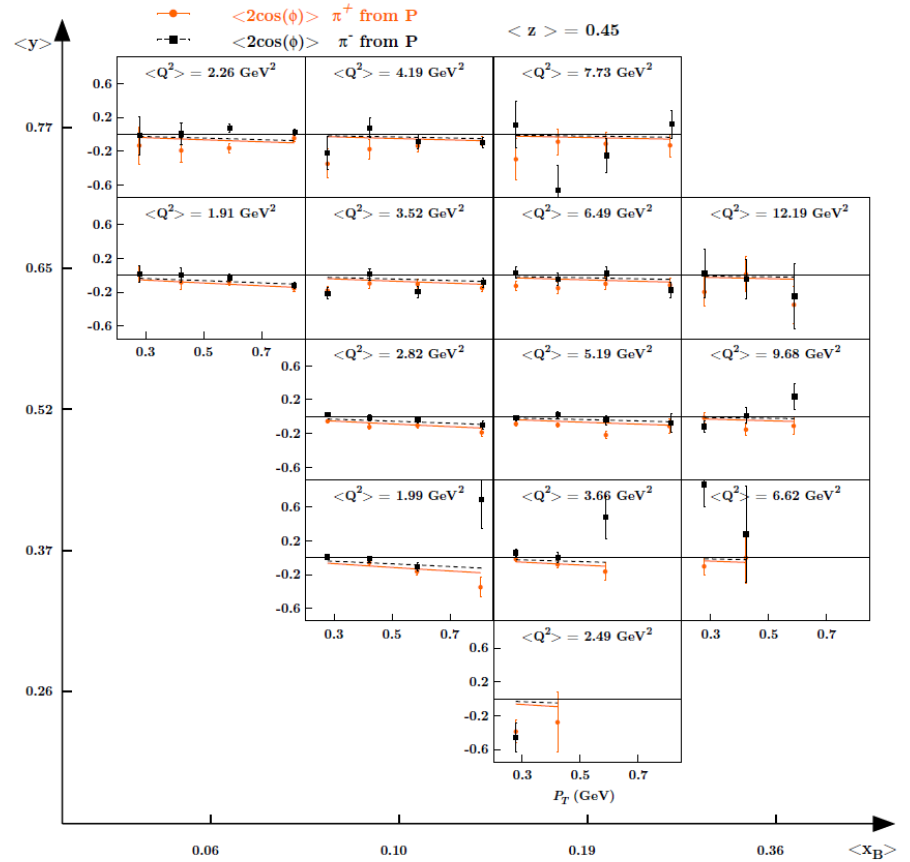 <2cos(ϕ)> π⁺ from P
<2cos(ϕ)> π⁻ from P
< z > = 0.45
<y>
<Q²> = 2.26 GeV²
<Q²> = 4.19 GeV²
<Q²> = 7.73 GeV²
0.6
0.2
-0.2
-0.6
0.77
<Q²> = 1.91 GeV²
<Q²> = 3.52 GeV²
<Q²> = 6.49 GeV²
<Q²> = 12.19 GeV²
0.6
0.2
-0.2
-0.6
0.65
0.3 0.5 0.7
<Q²> = 2.82 GeV²
<Q²> = 5.19 GeV²
<Q²> = 9.68 GeV²
0.6
0.2
-0.2
-0.6
0.52
<Q²> = 1.99 GeV²
<Q²> = 3.66 GeV²
<Q²> = 6.62 GeV²
0.6
0.2
-0.2
-0.6
0.37
0.3 0.5 0.7
0.3 0.5 0.7
<Q²> = 2.49 GeV²
0.6
0.2
-0.2
-0.6
0.26
0.3 0.5 0.7
P_T (GeV)
0.06 0.10 0.19 0.36 <x_B>